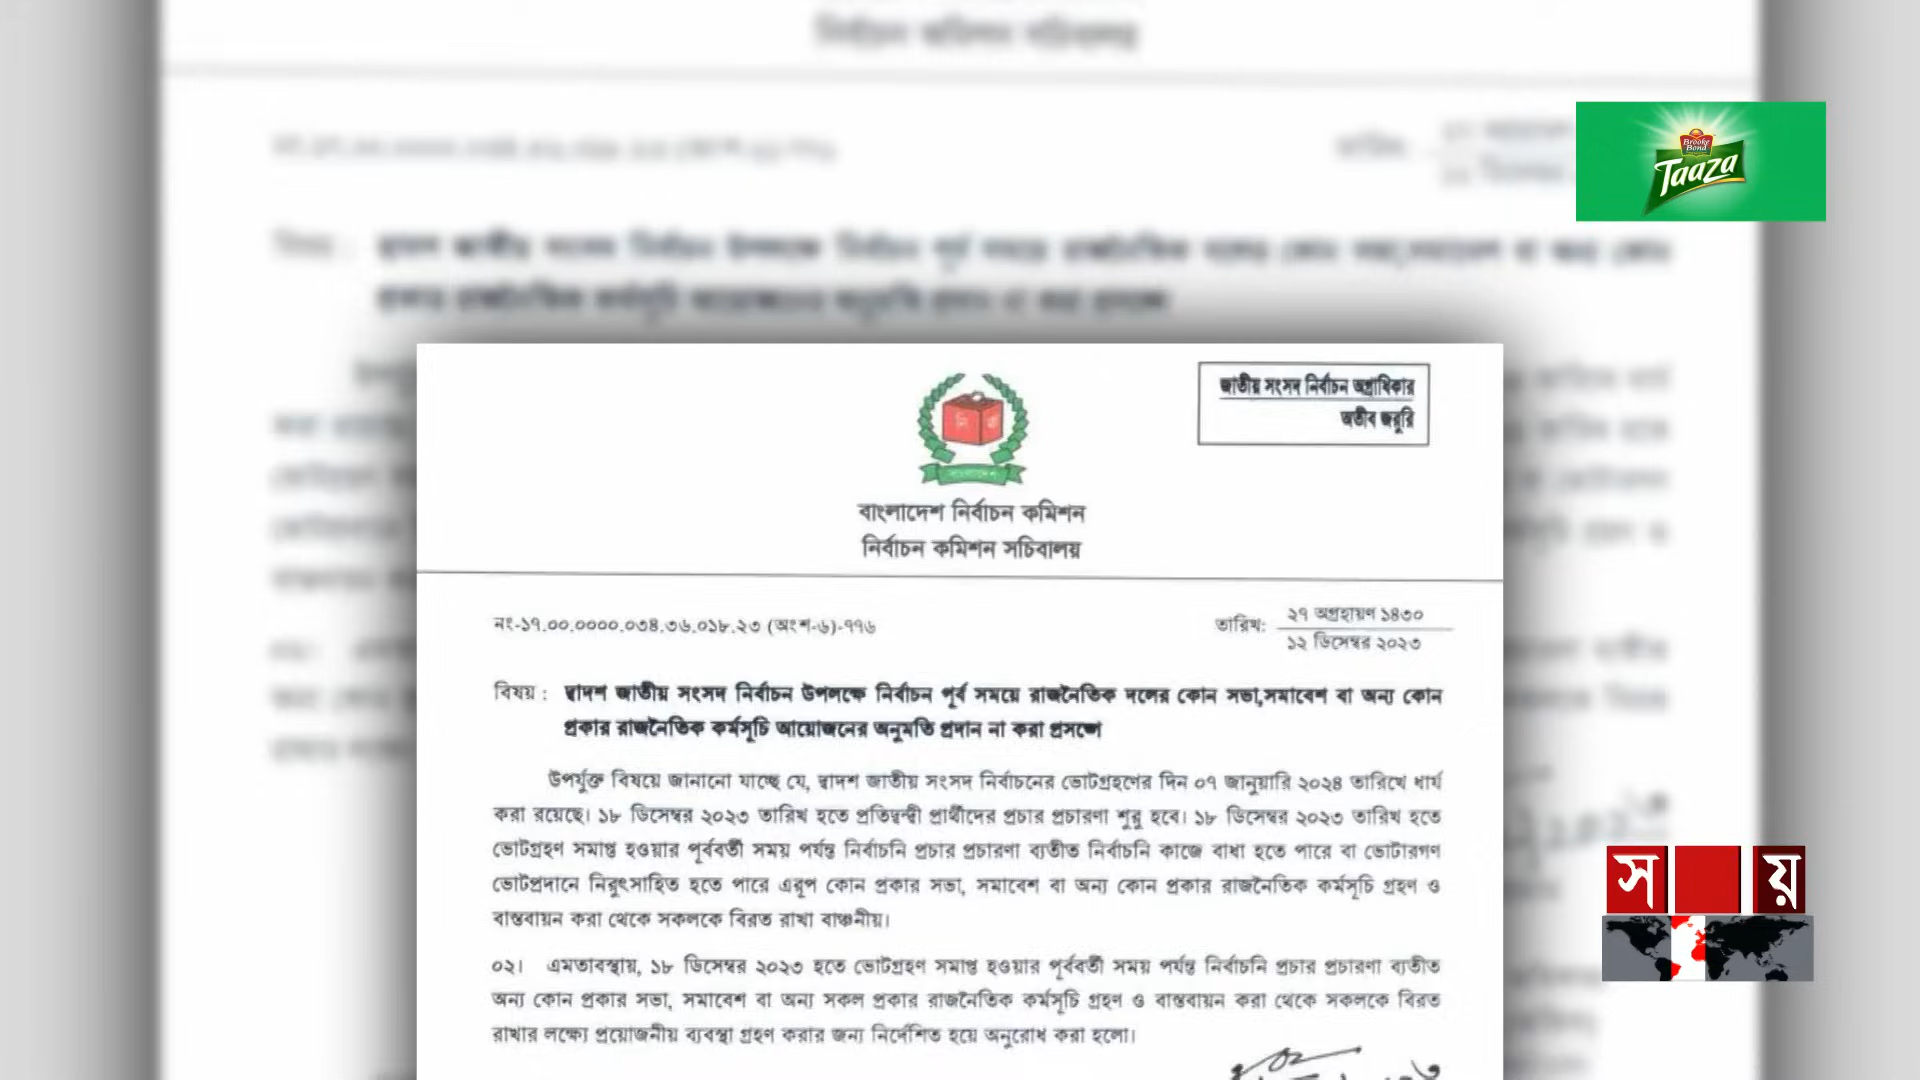 Brooke Bond
Taaza
জাতীয় সংসদ নির্বাচন অগ্রাধিকার
অতীব জরুরি
বাংলাদেশ নির্বাচন কমিশন
নির্বাচন কমিশন সচিবালয়
নং-১৭.০০.০০০০.০৩৪.৩৬.০১৮.২৩ (অংশ-৬)-৭৭৬
তারিখ: ২৭ অগ্রহায়ণ ১৪৩০
১২ ডিসেম্বর ২০২৩
বিষয় : দ্বাদশ জাতীয় সংসদ নির্বাচন উপলক্ষে নির্বাচন পূর্ব সময়ে রাজনৈতিক দলের কোন সভা,সমাবেশ বা অন্য কোন
প্রকার রাজনৈতিক কর্মসূচি আয়োজনের অনুমতি প্রদান না করা প্রসঙ্গে
উপর্যুক্ত বিষয়ে জানানো যাচ্ছে যে, দ্বাদশ জাতীয় সংসদ নির্বাচনের ভোটগ্রহণের দিন ০৭ জানুয়ারি ২০২৪ তারিখে ধার্য
করা রয়েছে। ১৮ ডিসেম্বর ২০২৩ তারিখ হতে প্রতিদ্বন্দ্বী প্রার্থীদের প্রচার প্রচারণা শুরু হবে। ১৮ ডিসেম্বর ২০২৩ তারিখ হতে
ভোটগ্রহণ সমাপ্ত হওয়ার পূর্ববর্তী সময় পর্যন্ত নির্বাচনি প্রচার প্রচারণা ব্যতীত নির্বাচনি কাজে বাধা হতে পারে বা ভোটারগণ
ভোটপ্রদানে নিরুৎসাহিত হতে পারে এরূপ কোন প্রকার সভা, সমাবেশ বা অন্য কোন প্রকার রাজনৈতিক কর্মসূচি গ্রহণ ও
বাস্তবায়ন করা থেকে সকলকে বিরত রাখা বাঞ্চনীয়।
০২। এমতাবস্থায়, ১৮ ডিসেম্বর ২০২৩ হতে ভোটগ্রহণ সমাপ্ত হওয়ার পূর্ববর্তী সময় পর্যন্ত নির্বাচনি প্রচার প্রচারণা ব্যতীত
অন্য কোন প্রকার সভা, সমাবেশ বা অন্য সকল প্রকার রাজনৈতিক কর্মসূচি গ্রহণ ও বাস্তবায়ন করা থেকে সকলকে বিরত
রাখার লক্ষ্যে প্রয়োজনীয় ব্যবস্থা গ্রহণ করার জন্য নির্দেশিত হয়ে অনুরোধ করা হলো।
স য়